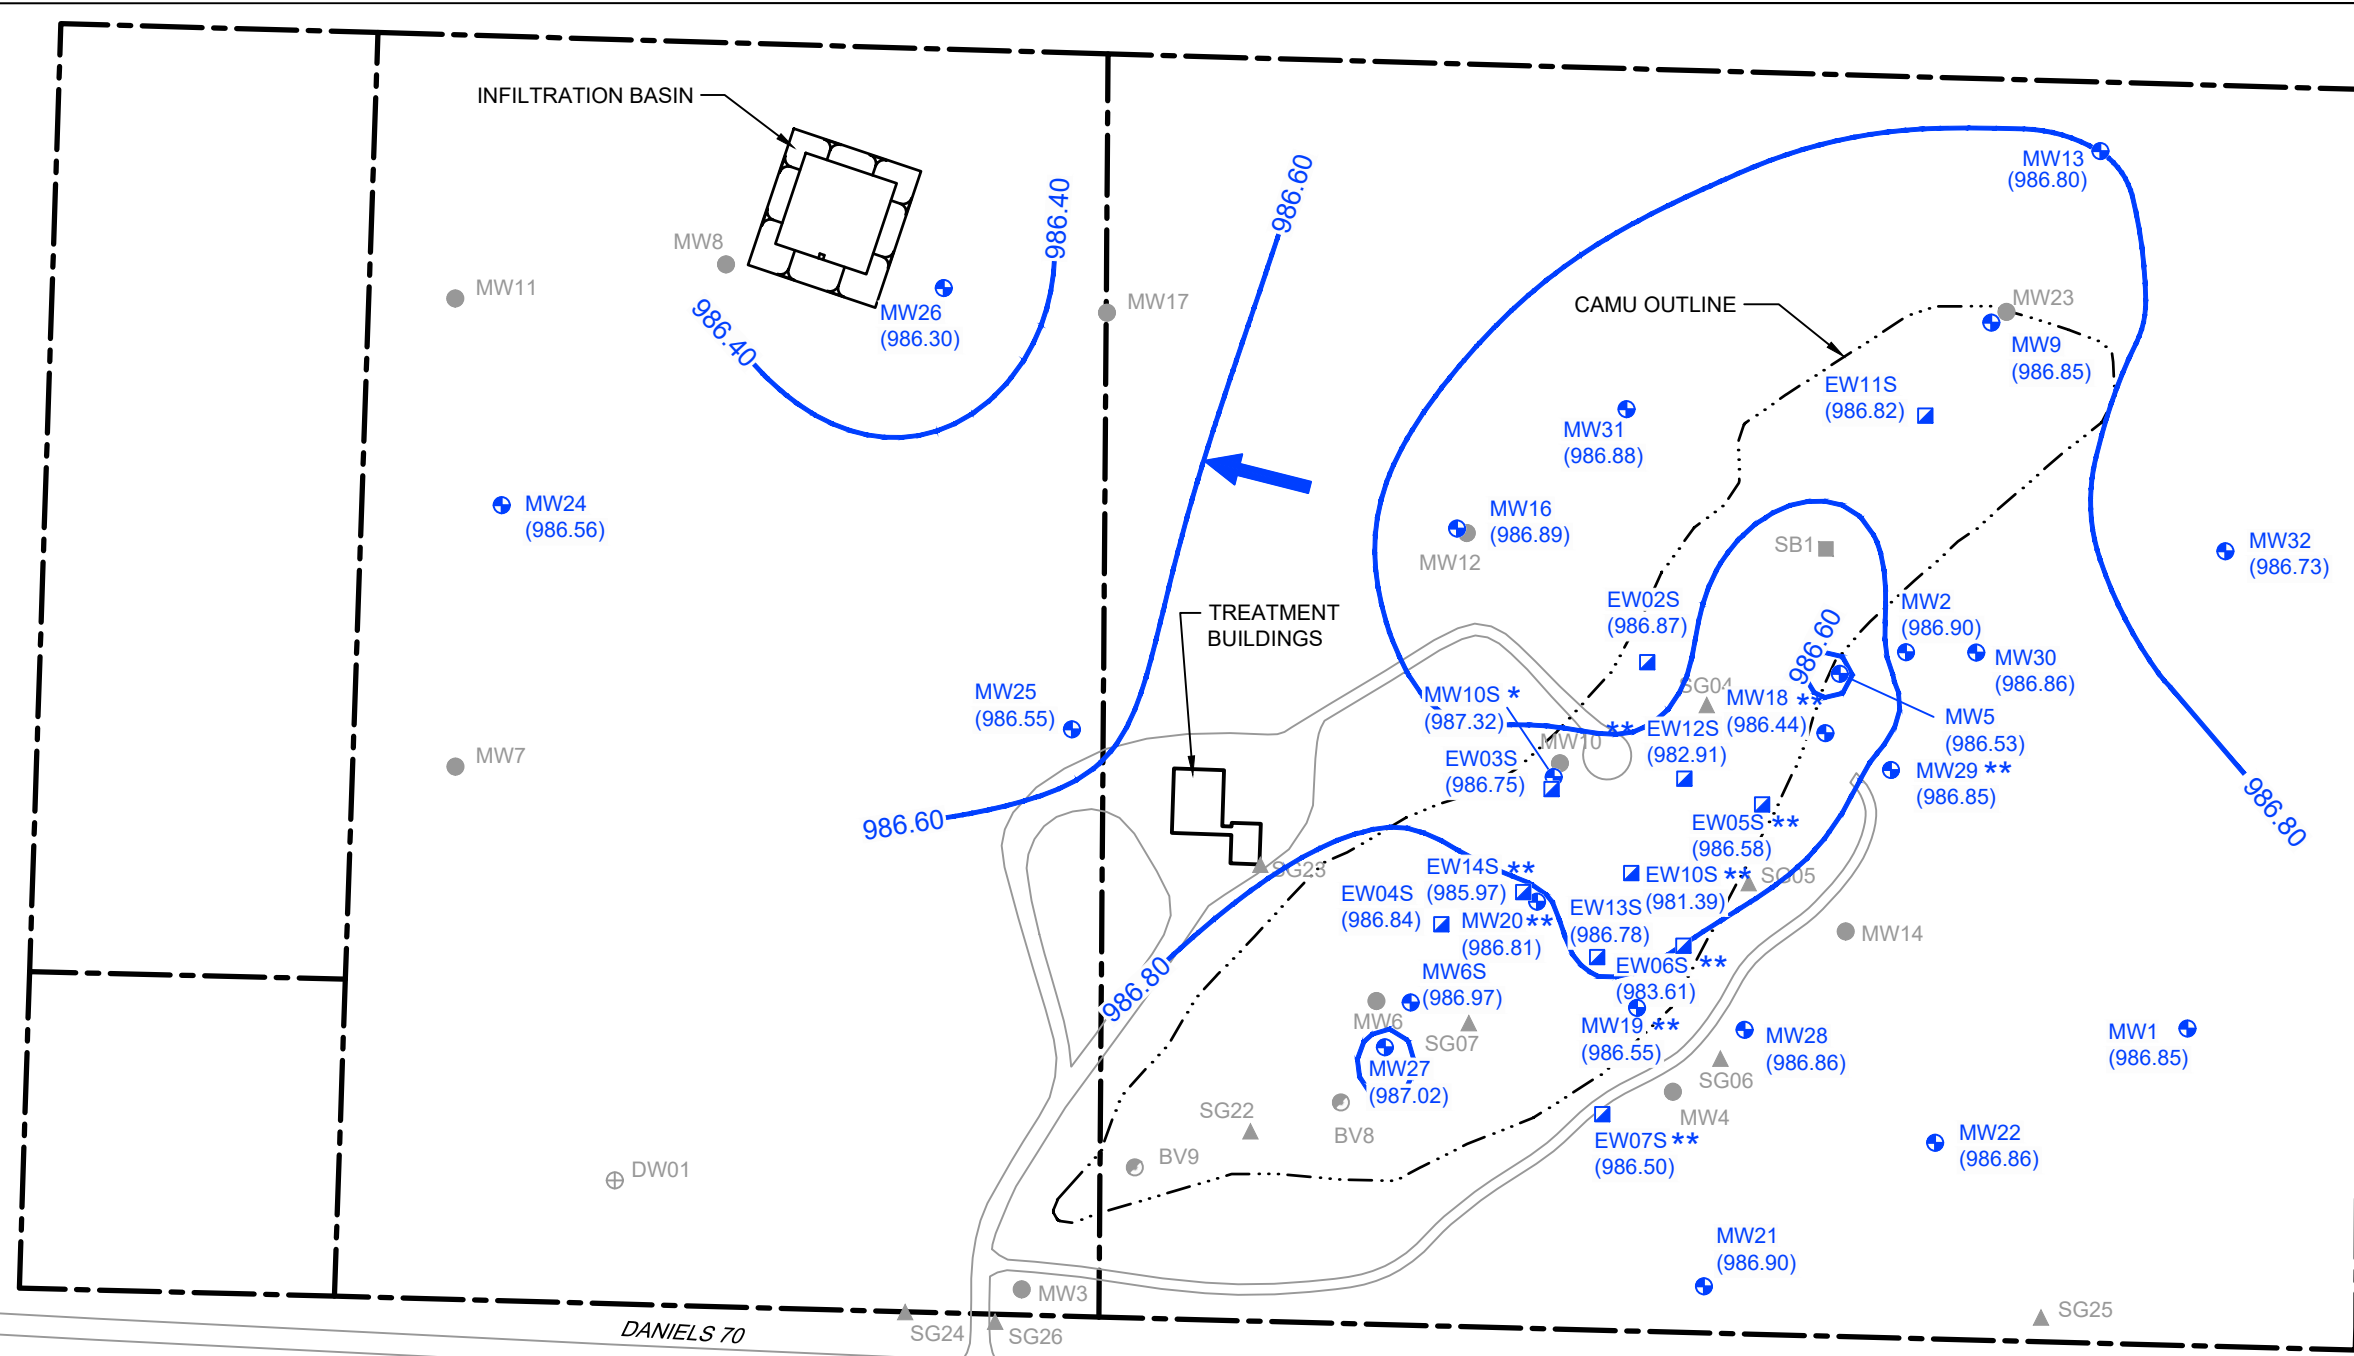 INFILTRATION BASIN
986.40
986.60
MW13
(986.80)
MW8
MW11
MW17
MW26
(986.30)
986.40
CAMU OUTLINE
MW23
MW9
(986.85)
EW11S
(986.82)
MW31
(986.88)
MW24
(986.56)
MW16
(986.89)
MW12
SB1
MW32
(986.73)
TREATMENT
BUILDINGS
EW02S
(986.87)
986.60
MW2
(986.90)
MW30
(986.86)
MW25
(986.55)
MW10S *
(987.32)
SG04
MW18 **
(986.44)
MW5
(986.53)
**
EW12S
(982.91)
MW10
EW03S
(986.75)
MW7
MW29 **
(986.85)
986.80
986.60
EW05S **
(986.58)
SG23
EW14S **
(985.97)
EW10S **
(981.39)
SG05
EW04S
(986.84)
MW20 **
(986.81)
EW13S
(986.78)
MW14
986.80
MW6S
(986.97)
EW06S **
(983.61)
MW6
SG07
MW19 **
(986.55)
MW28
(986.86)
MW1
(986.85)
MW27
(987.02)
SG06
SG22
BV8
MW4
EW07S **
(986.50)
MW22
(986.86)
BV9
DW01
MW21
(986.90)
MW3
SG24
SG26
SG25
DANIELS 70